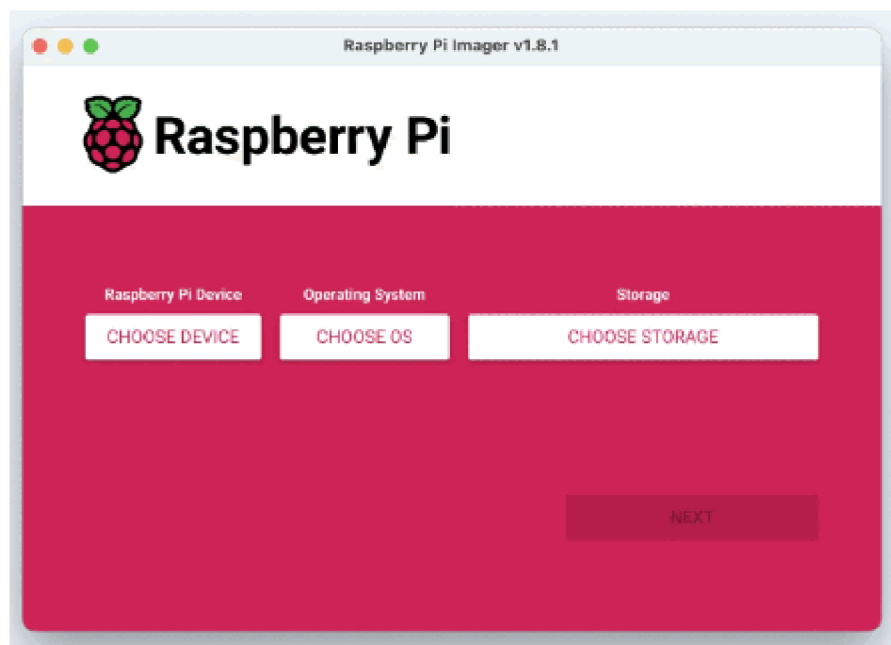 Raspberry Pi Imager v1.8.1
Raspberry Pi
Raspberry Pi Device
Operating System
Storage
CHOOSE DEVICE
CHOOSE OS
CHOOSE STORAGE
NEXT